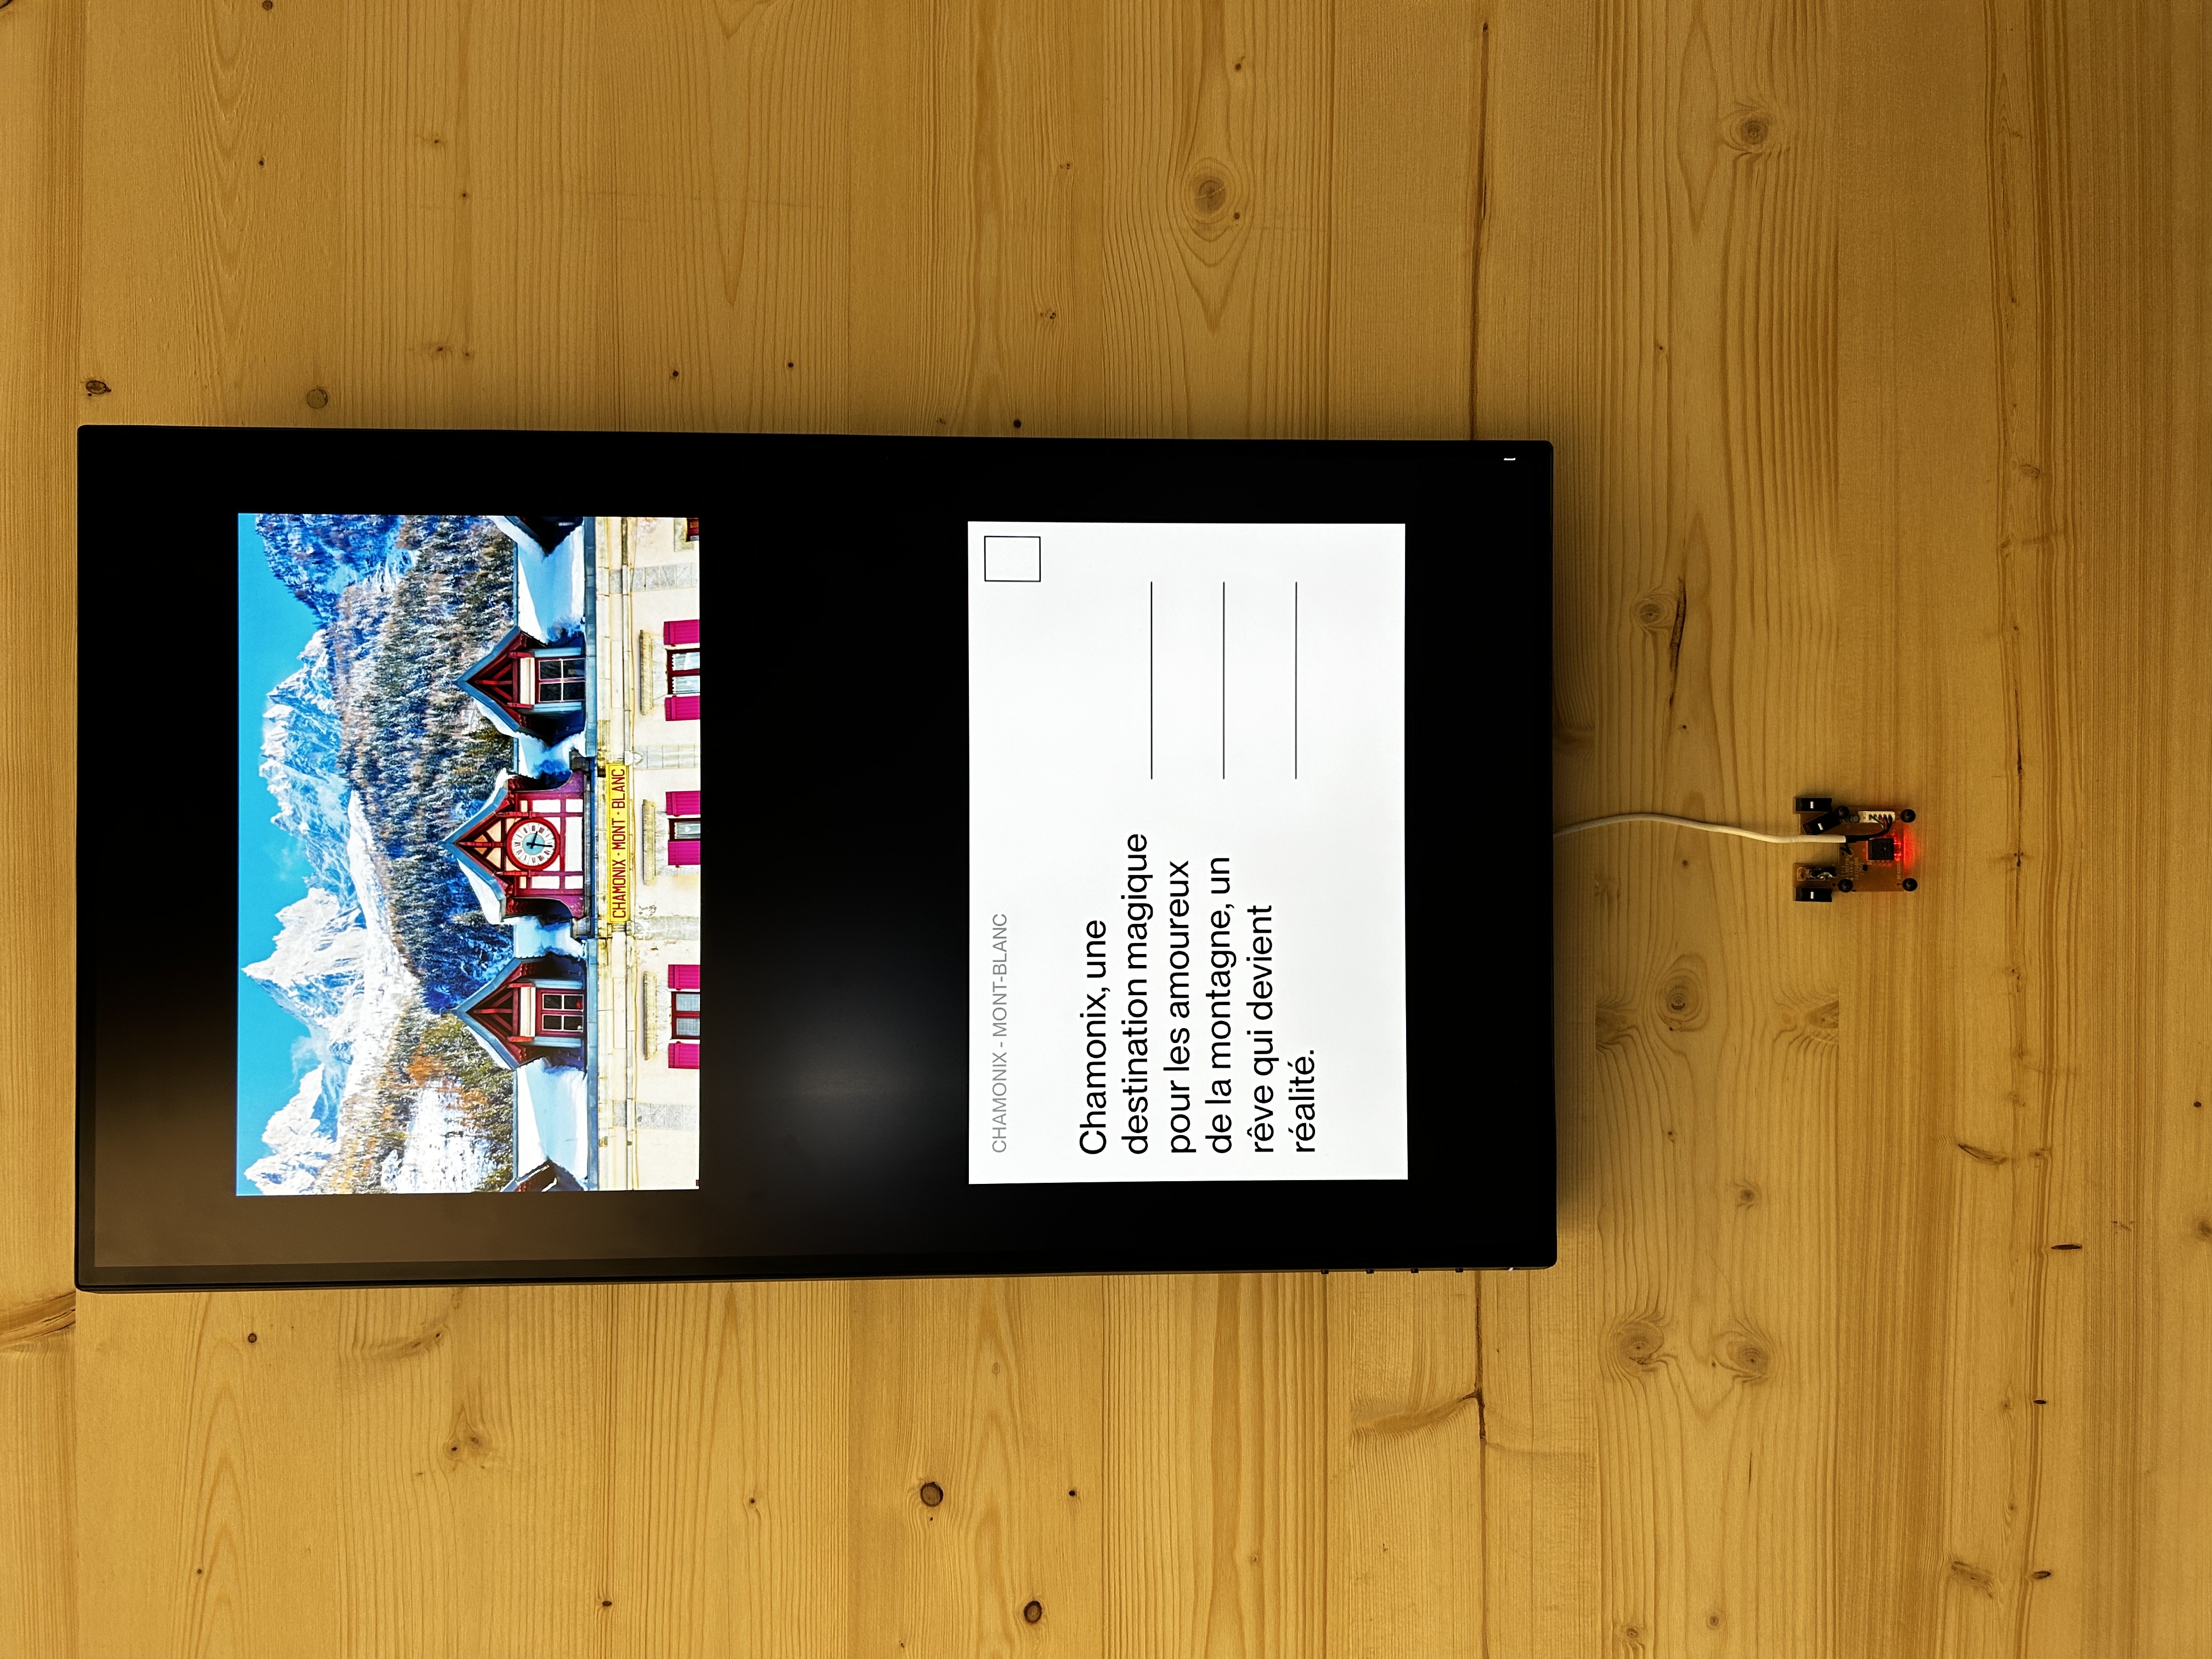 CHAMONIX - MONT - BLANC
CHAMONIX - MONT-BLANC
Chamonix, une
destination magique
pour les amoureux
de la montagne, un
rêve qui devient
réalité.